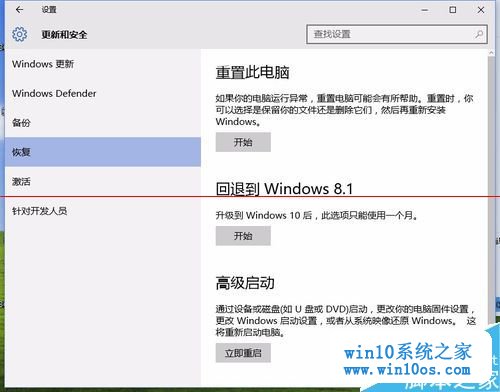 设置
更新和安全
查找设置
Windows 更新
Windows Defender
备份
恢复
激活
针对开发人员
重置此电脑
如果你的电脑运行异常，重置电脑可能会有所帮助。重置时，你
可以选择是保留你的文件还是删除它们，然后再重新安装
Windows。
开始
回退到 Windows 8.1
升级到 Windows 10 后，此选项只能使用一个月。
开始
高级启动
通过设备或磁盘(如 U 盘或 DVD)启动，更改你的电脑固件设置，
更改 Windows 启动设置，或者从系统映像还原 Windows。 这
将重新启动电脑。
立即重启
win10系统之家
www.win10os.com